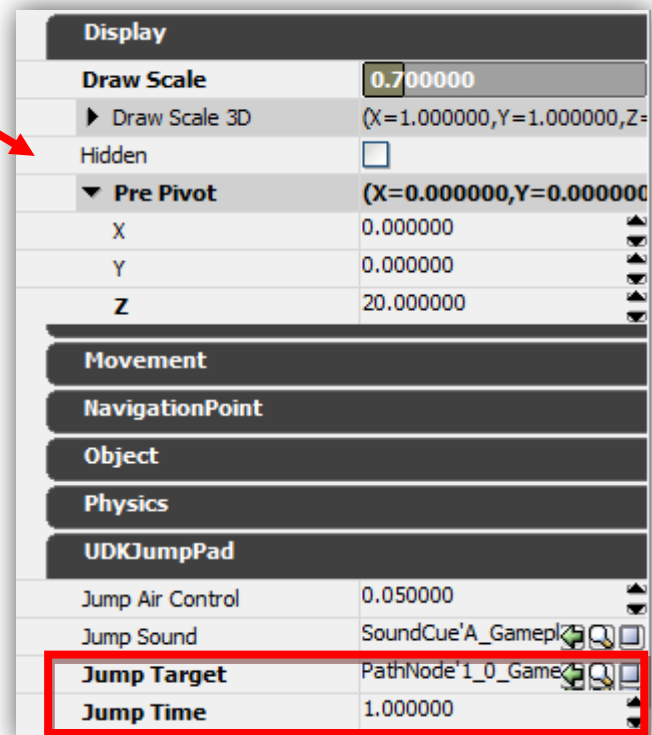 Display
Draw Scale 0.700000
Draw Scale 3D (X=1.000000,Y=1.000000,Z=
Hidden
Pre Pivot (X=0.000000,Y=0.000000
X 0.000000
Y 0.000000
Z 20.000000
Movement
NavigationPoint
Object
Physics
UDKJumpPad
Jump Air Control 0.050000
Jump Sound SoundCue'A_Gamepl
Jump Target PathNode'1_0_Game
Jump Time 1.000000